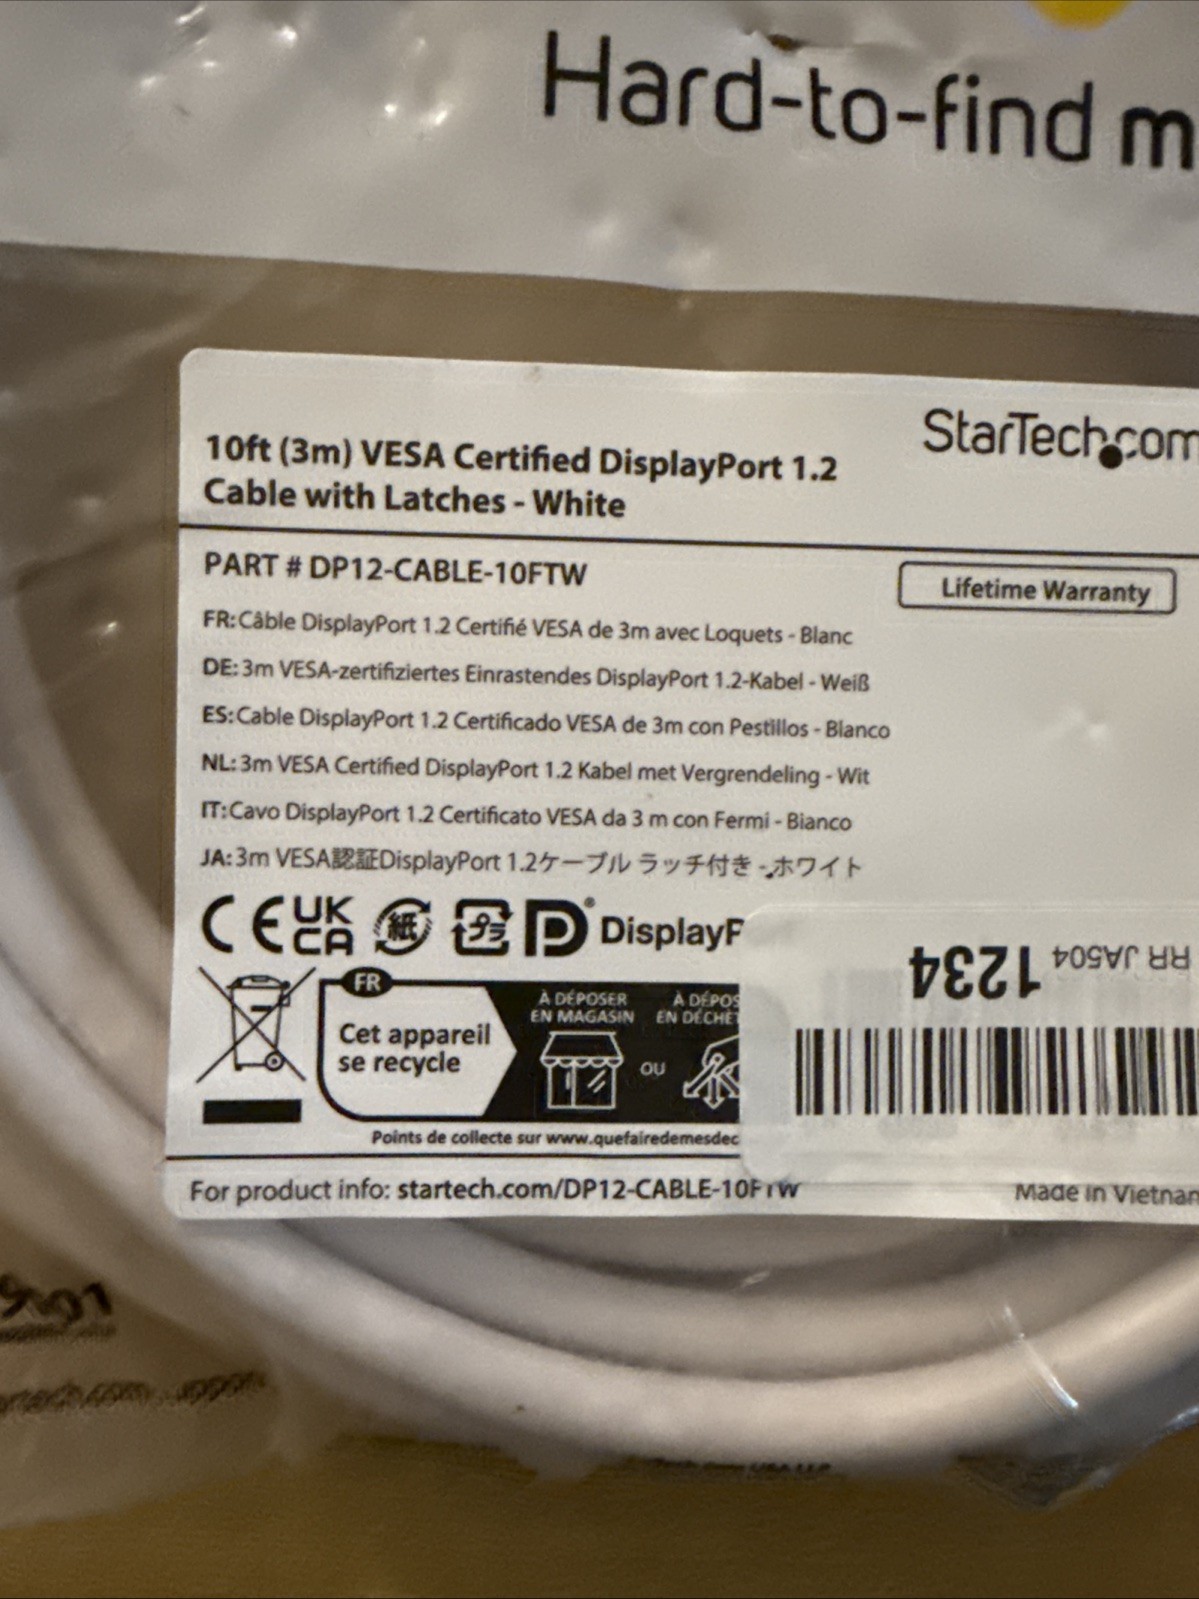 Hard-to-find m
StarTech.com
10ft (3m) VESA Certified DisplayPort 1.2
Cable with Latches - White
PART # DP12-CABLE-10FTW
Lifetime Warranty
FR: Câble DisplayPort 1.2 Certifié VESA de 3m avec Loquets - Blanc
DE: 3m VESA-zertifiziertes Einrastendes DisplayPort 1.2-Kabel - Weiß
ES: Cable DisplayPort 1.2 Certificado VESA de 3m con Pestillos - Blanco
NL: 3m VESA Certified DisplayPort 1.2 Kabel met Vergrendeling - Wit
IT: Cavo DisplayPort 1.2 Certificato VESA da 3 m con Fermi - Bianco
JA: 3m VESA認証DisplayPort 1.2ケーブル ラッチ付き - ホワイト
CE UK CA 紙 プラ DisplayP
RR JA504 1234
FR
Cet appareil
se recycle
À DÉPOSER
EN MAGASIN
OU
À DÉPOS
EN DÉCHET
Points de collecte sur www.quefairedemesdec
For product info: startech.com/DP12-CABLE-10FTW
Made in Vietnam